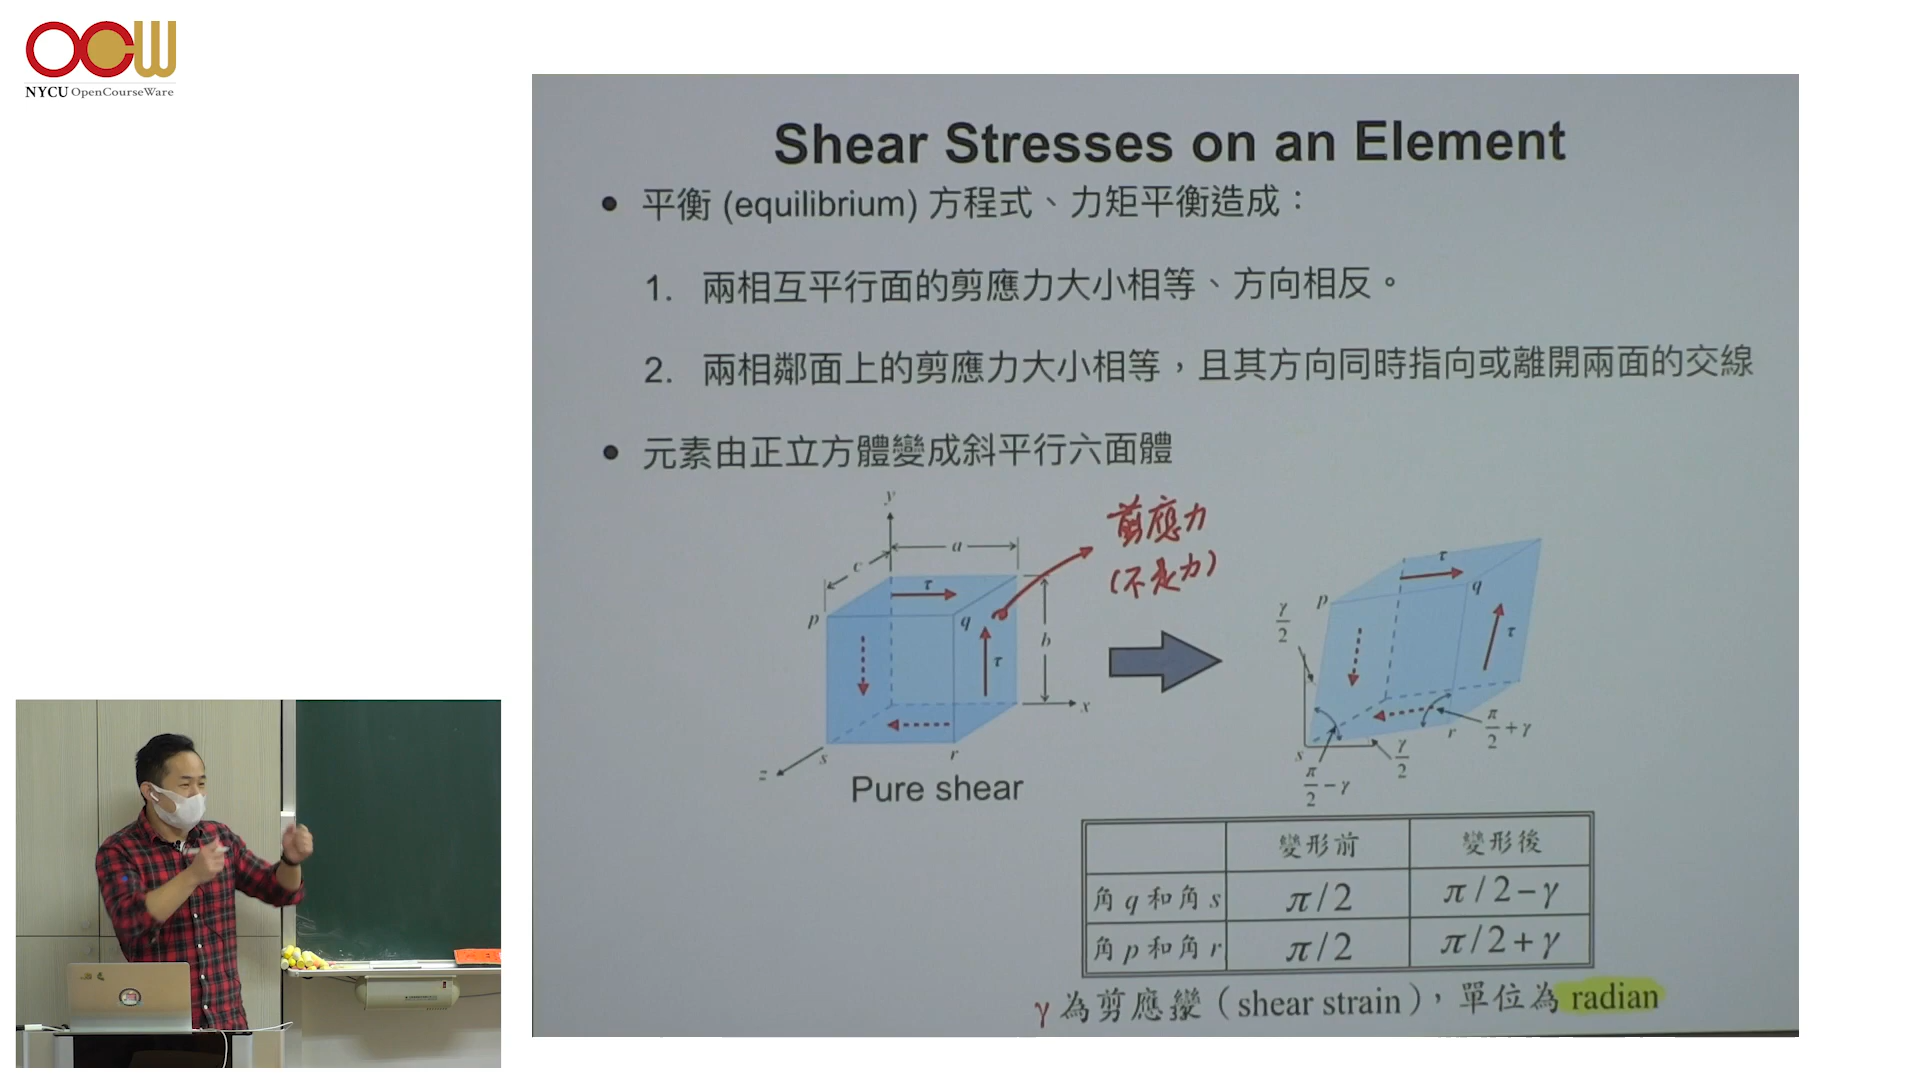 OCW
NYCU OpenCourseWare
Shear Stresses on an Element
• 平衡 (equilibrium) 方程式、力矩平衡造成：
1. 兩相互平行面的剪應力大小相等、方向相反。
2. 兩相鄰面上的剪應力大小相等，且其方向同時指向或離開兩面的交線
• 元素由正立方體變成斜平行六面體
y
a
c
τ
p
q
b
τ
x
s
r
z
Pure shear
剪應力
(不是力)
τ
p
q
γ/2
τ
s
r
π/2 + γ
γ/2
π/2 − γ
變形前 變形後
角 q 和角 s π/2 π/2−γ
角 p 和角 r π/2 π/2+γ
γ 為剪應變（shear strain），單位為 radian